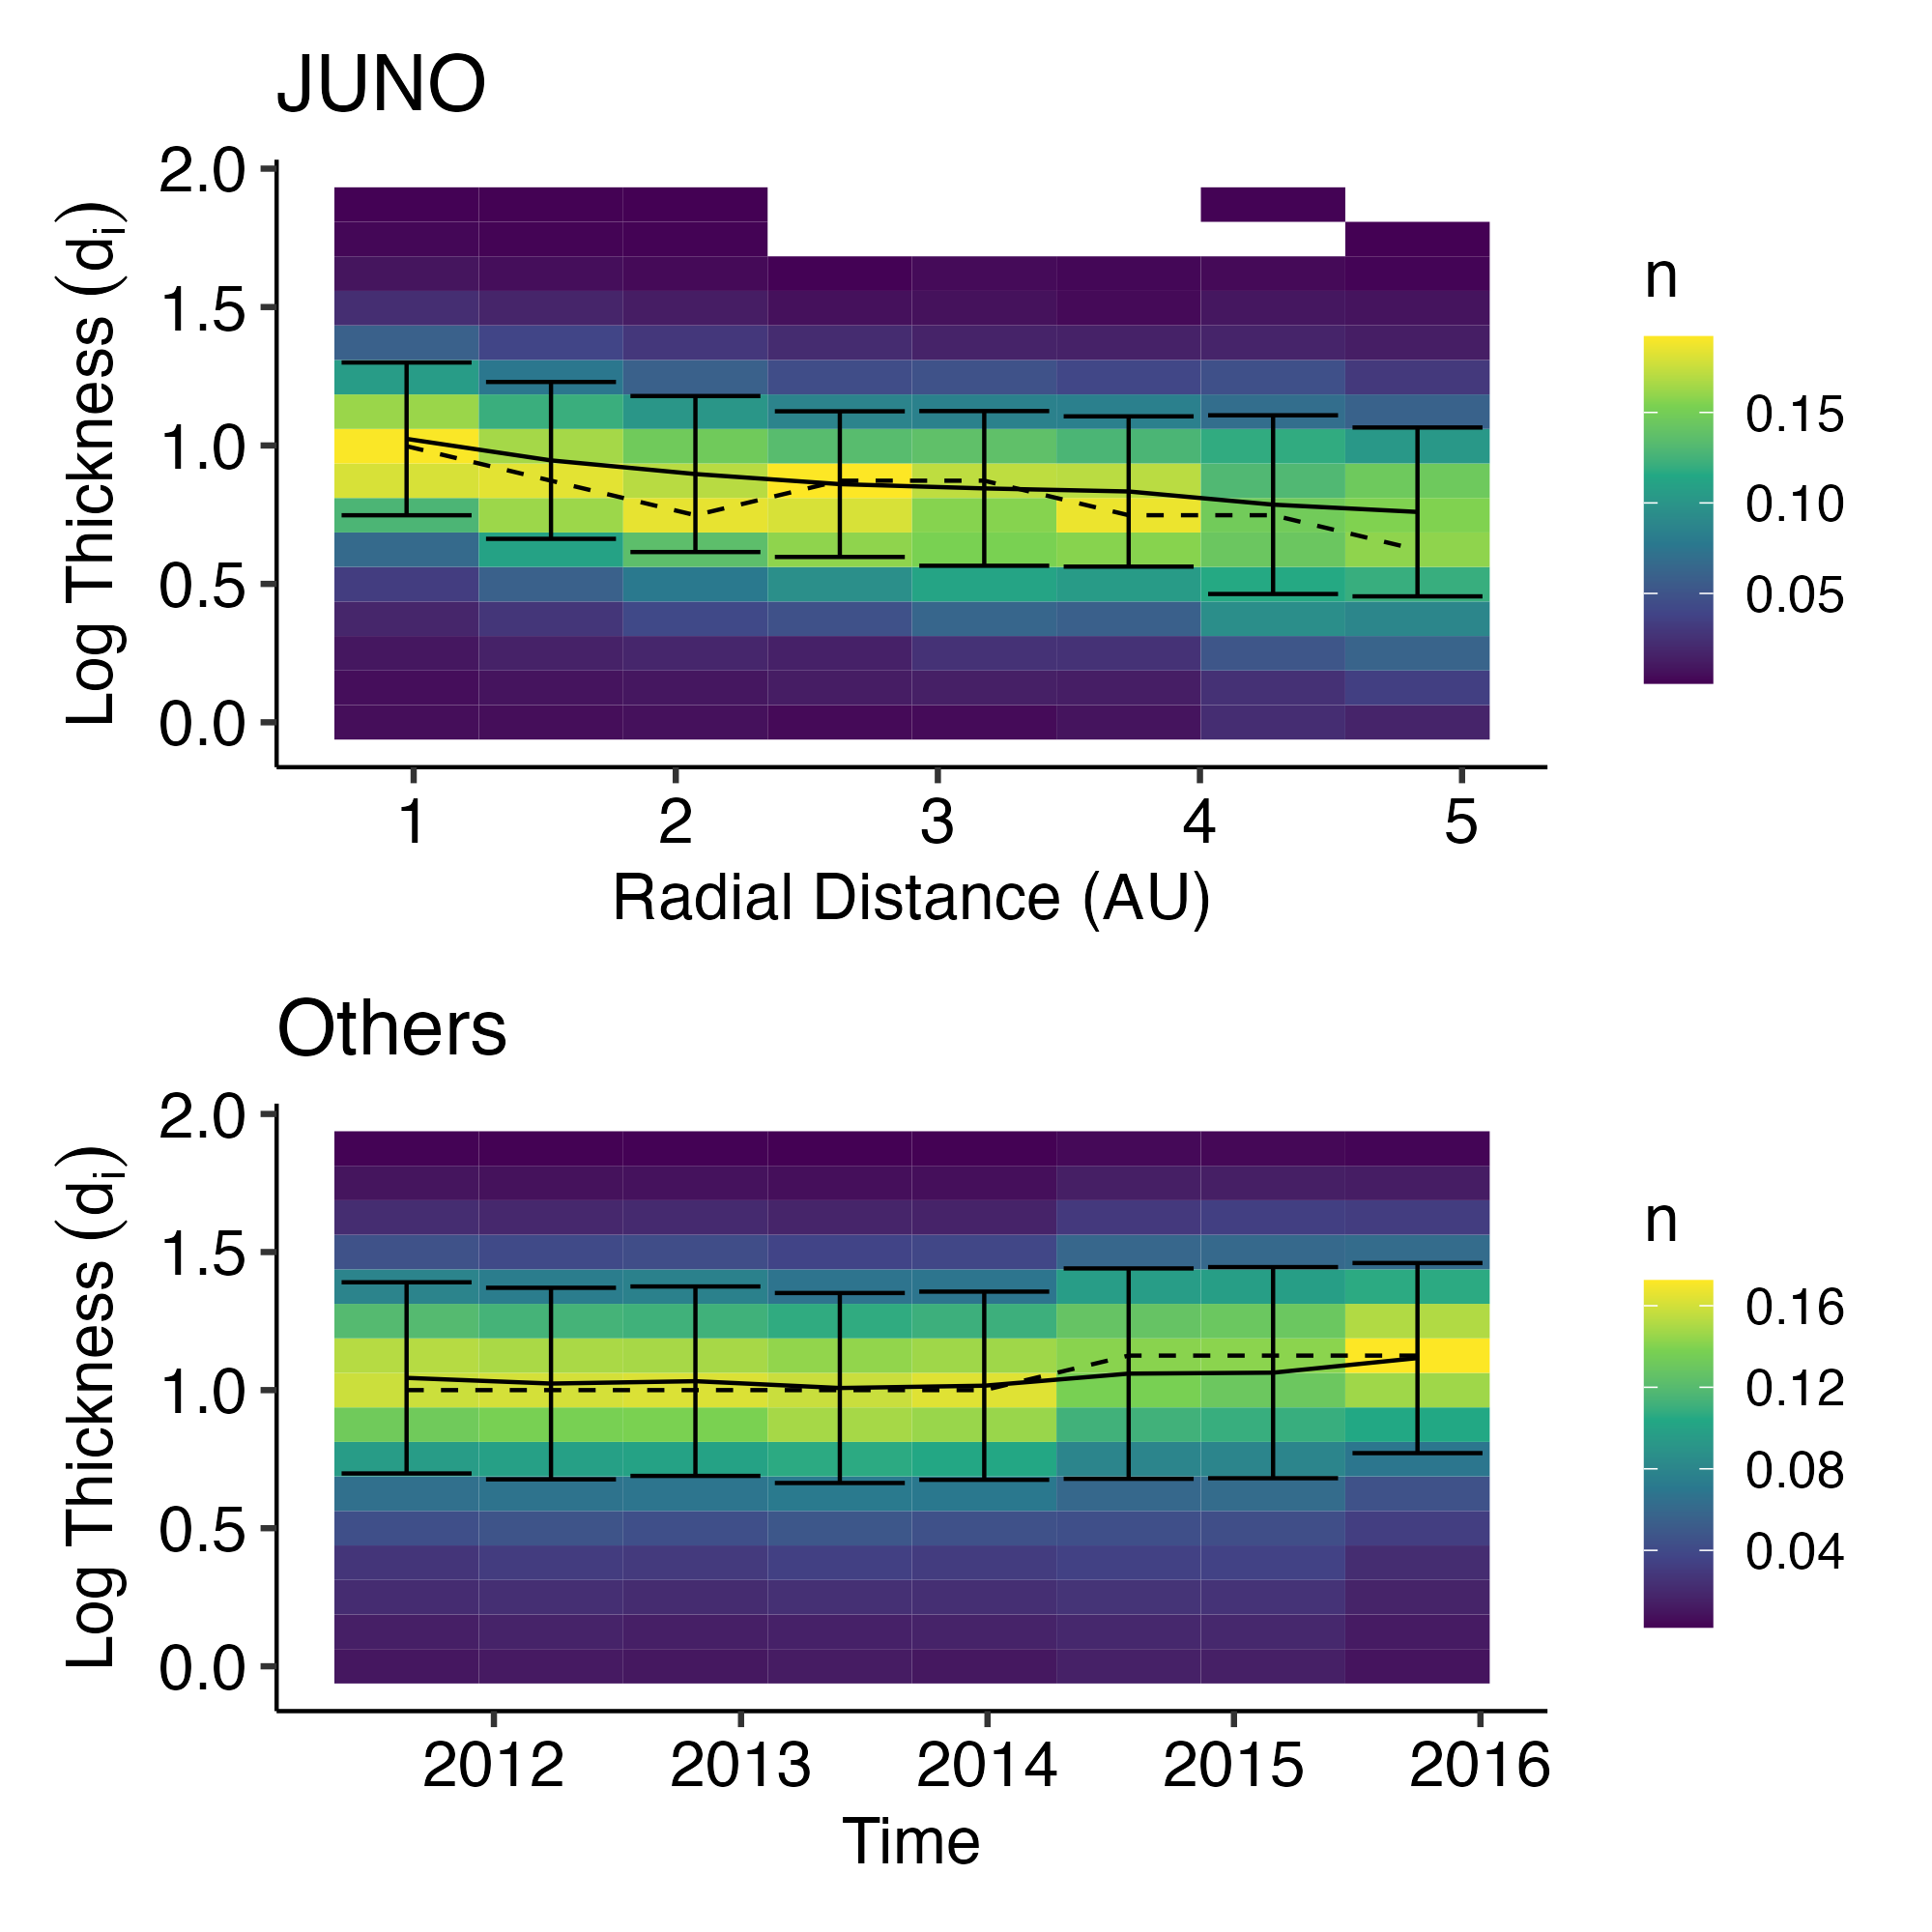 JUNO
2.0
1.5
1.0
0.5
0.0
Log Thickness (dᵢ)
1 2 3 4 5
Radial Distance (AU)
n
0.15
0.10
0.05
Others
2.0
1.5
1.0
0.5
0.0
Log Thickness (dᵢ)
2012 2013 2014 2015 2016
Time
n
0.16
0.12
0.08
0.04